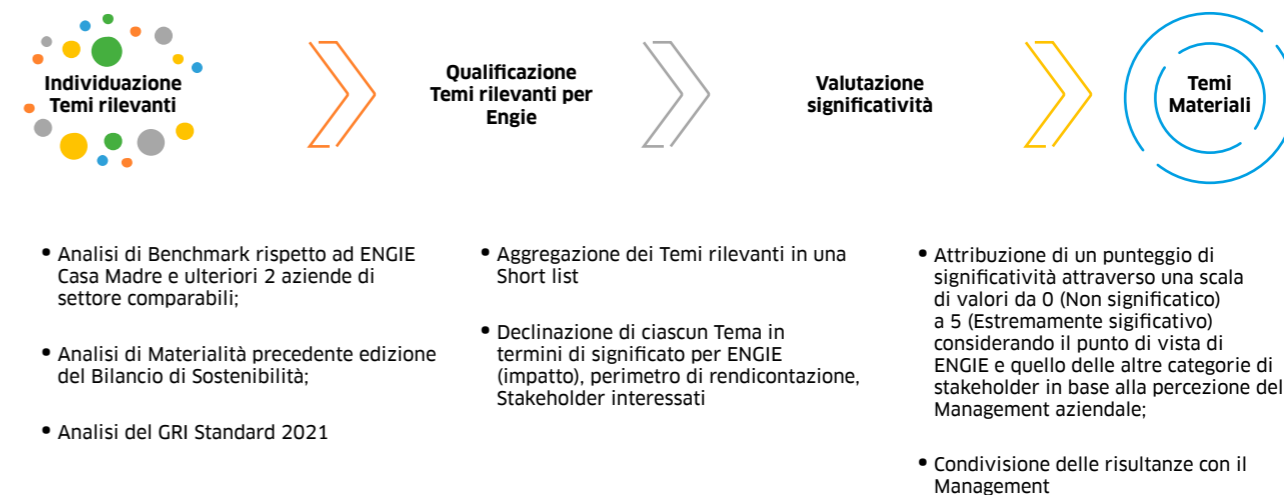 Individuazione
Temi rilevanti
Qualificazione
Temi rilevanti per
Engie
Valutazione
significatività
Temi
Materiali
• Analisi di Benchmark rispetto ad ENGIE
Casa Madre e ulteriori 2 aziende di
settore comparabili;
• Analisi di Materialità precedente edizione
del Bilancio di Sostenibilità;
• Analisi del GRI Standard 2021
• Aggregazione dei Temi rilevanti in una
Short list
• Declinazione di ciascun Tema in
termini di significato per ENGIE
(impatto), perimetro di rendicontazione,
Stakeholder interessati
• Attribuzione di un punteggio di
significatività attraverso una scala
di valori da 0 (Non significatico)
a 5 (Estremamente sigificativo)
considerando il punto di vista di
ENGIE e quello delle altre categorie di
stakeholder in base alla percezione del
Management aziendale;
• Condivisione delle risultanze con il
Management